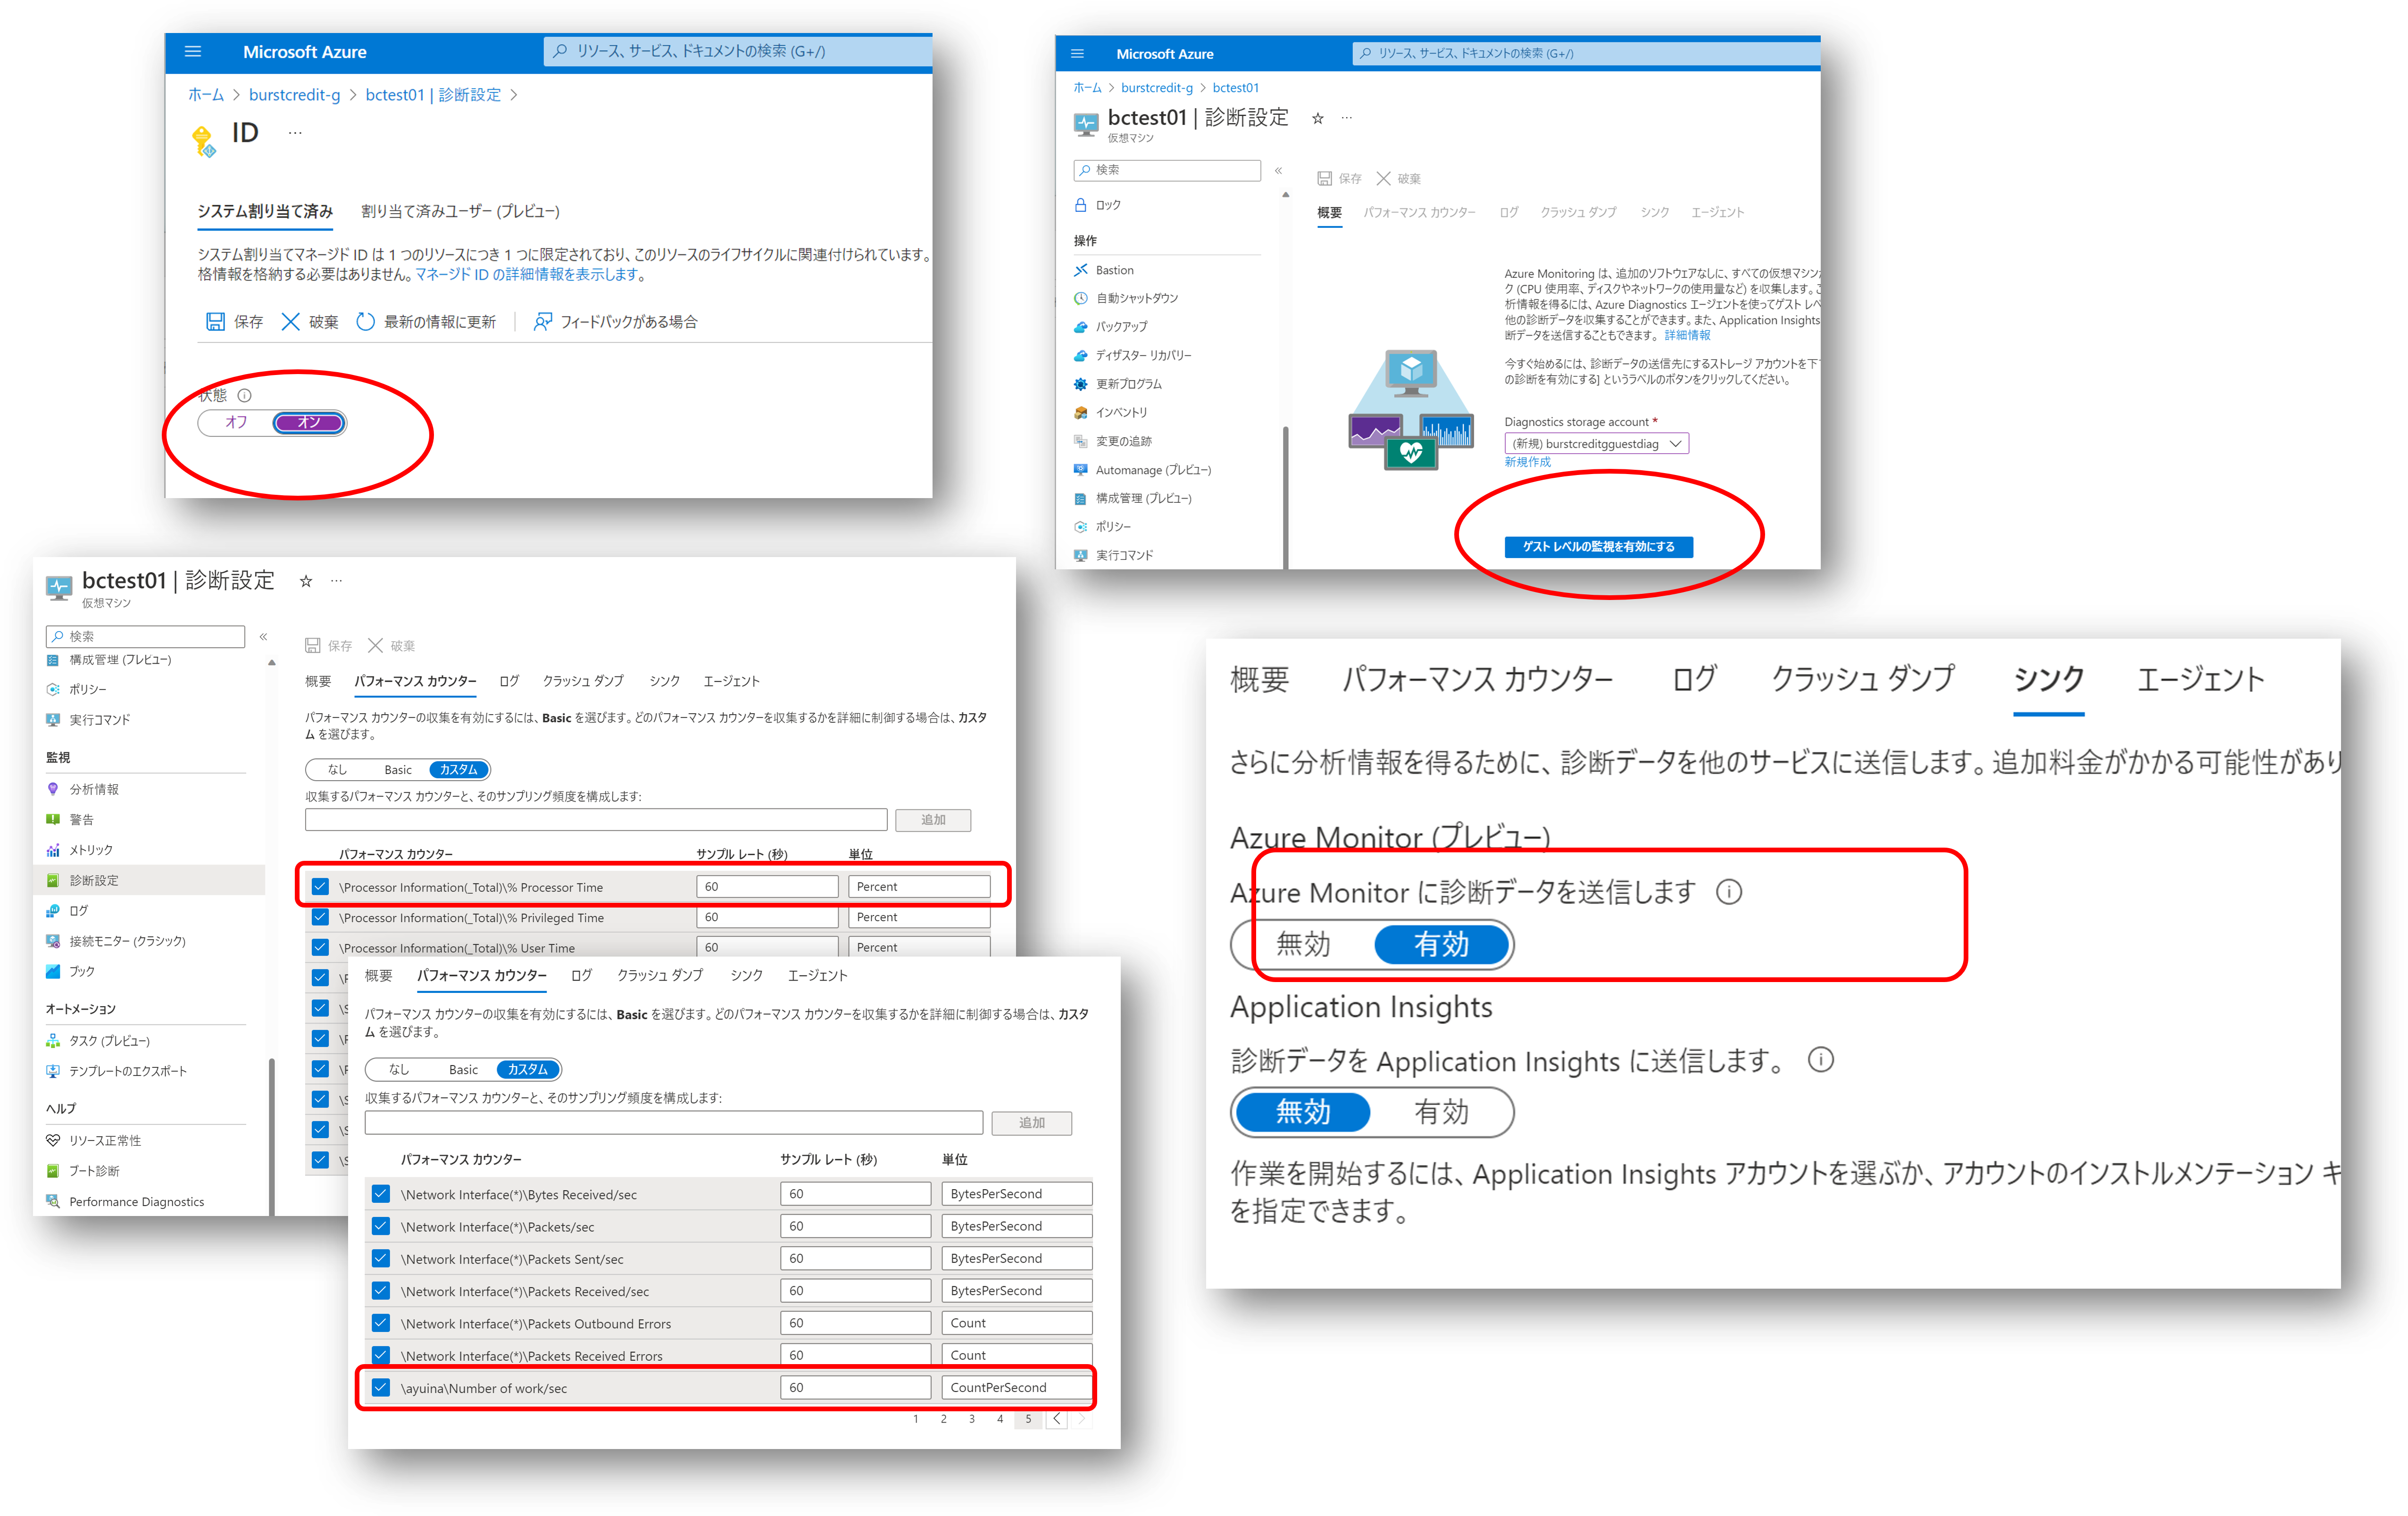 Microsoft Azure
リソース、サービス、ドキュメントの検索 (G+/)
ホーム > burstcredit-g > bctest01 | 診断設定 >
ID ...
システム割り当て済み 割り当て済みユーザー (プレビュー)
システム割り当てマネージド ID は 1 つのリソースにつき 1 つに限定されており、このリソースのライフサイクルに関連付けられています。
格情報を格納する必要はありません。マネージド ID の詳細情報を表示します。
保存 破棄 最新の情報に更新 フィードバックがある場合
状態
オフ オン
Microsoft Azure
リソース、サービス、ドキュメントの検索 (G+/)
ホーム > burstcredit-g > bctest01
bctest01 | 診断設定 ☆ ...
仮想マシン
検索 «
ロック
操作
Bastion
自動シャットダウン
バックアップ
ディザスター リカバリー
更新プログラム
インベントリ
変更の追跡
Automanage (プレビュー)
構成管理 (プレビュー)
ポリシー
実行コマンド
保存 破棄
概要 パフォーマンス カウンター ログ クラッシュ ダンプ シンク エージェント
Azure Monitoring は、追加のソフトウェアなしに、すべての仮想マシン
ク (CPU 使用率、ディスクやネットワークの使用量など) を収集します。
析情報を得るには、Azure Diagnostics エージェントを使ってゲスト レベ
他の診断データを収集することができます。また、Application Insights
断データを送信することもできます。 詳細情報
今すぐ始めるには、診断データの送信先にするストレージ アカウントを下
の診断を有効にする] というラベルのボタンをクリックしてください。
Diagnostics storage account *
(新規) burstcreditgguestdiag
新規作成
ゲスト レベルの監視を有効にする
bctest01 | 診断設定 ☆ ...
仮想マシン
検索 «
構成管理 (プレビュー)
ポリシー
実行コマンド
監視
分析情報
警告
メトリック
診断設定
ログ
接続モニター (クラシック)
ブック
オートメーション
タスク (プレビュー)
テンプレートのエクスポート
ヘルプ
リソース正常性
ブート診断
Performance Diagnostics
保存 破棄
概要 パフォーマンス カウンター ログ クラッシュ ダンプ シンク エージェント
パフォーマンス カウンターの収集を有効にするには、Basic を選びます。どのパフォーマンス カウンターを収集するかを詳細に制御する場合は、カスタ
ム を選びます。
なし Basic カスタム
収集するパフォーマンス カウンターと、そのサンプリング頻度を構成します:
追加
パフォーマンス カウンター サンプル レート (秒) 単位
\Processor Information(_Total)\% Processor Time 60 Percent
\Processor Information(_Total)\% Privileged Time 60 Percent
\Processor Information(_Total)\% User Time 60 Percent
概要 パフォーマンス カウンター ログ クラッシュ ダンプ シンク エージェント
パフォーマンス カウンターの収集を有効にするには、Basic を選びます。どのパフォーマンス カウンターを収集するかを詳細に制御する場合は、カスタ
ム を選びます。
なし Basic カスタム
収集するパフォーマンス カウンターと、そのサンプリング頻度を構成します:
追加
パフォーマンス カウンター サンプル レート (秒) 単位
\Network Interface(*)\Bytes Received/sec 60 BytesPerSecond
\Network Interface(*)\Packets/sec 60 BytesPerSecond
\Network Interface(*)\Packets Sent/sec 60 BytesPerSecond
\Network Interface(*)\Packets Received/sec 60 BytesPerSecond
\Network Interface(*)\Packets Outbound Errors 60 Count
\Network Interface(*)\Packets Received Errors 60 Count
\ayuina\Number of work/sec 60 CountPerSecond
1 2 3 4 5 < >
概要 パフォーマンス カウンター ログ クラッシュ ダンプ シンク エージェント
さらに分析情報を得るために、診断データを他のサービスに送信します。追加料金がかかる可能性があり
Azure Monitor (プレビュー)
Azure Monitor に診断データを送信します
無効 有効
Application Insights
診断データを Application Insights に送信します。
無効 有効
作業を開始するには、Application Insights アカウントを選ぶか、アカウントのインストルメンテーション キ
を指定できます。